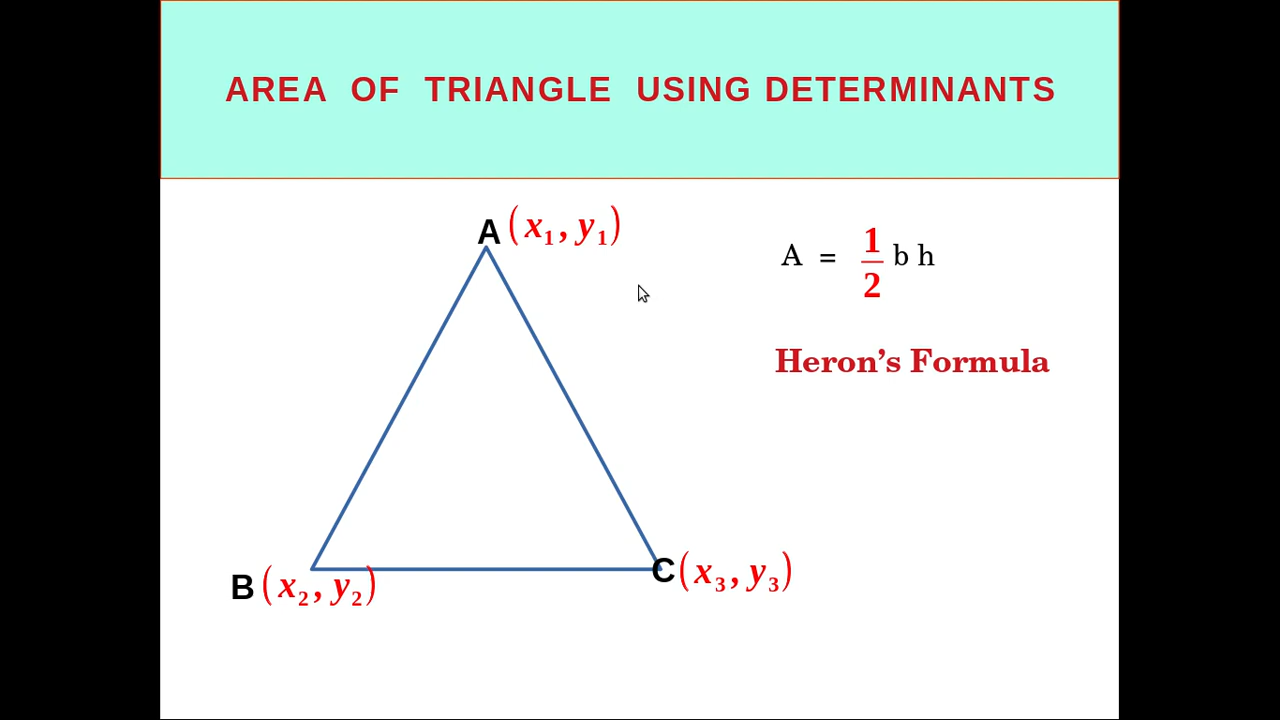 AREA OF TRIANGLE USING DETERMINANTS
A (x₁, y₁)
A = 1/2 b h
Heron’s Formula
B (x₂, y₂)
C (x₃, y₃)